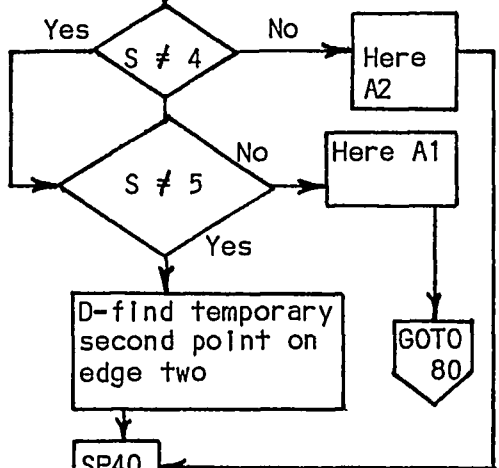 Yes
No
S ≠ 4
Here
A2
No
Here A1
S ≠ 5
Yes
D-find temporary
second point on
edge two
GOTO
80
SP40